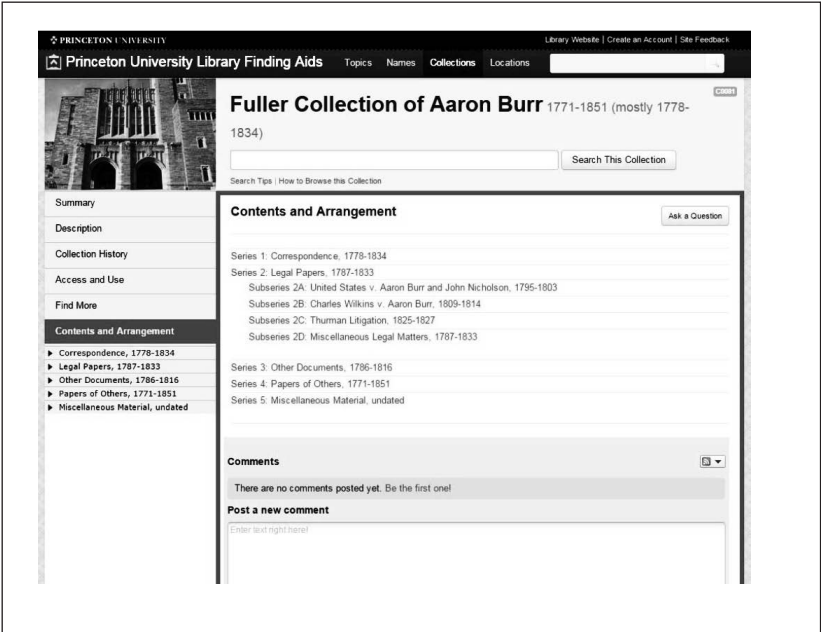 PRINCETON UNIVERSITY
Library Website | Create an Account | Site Feedback
Princeton University Library Finding Aids
Topics Names Collections Locations
C0081
Fuller Collection of Aaron Burr 1771-1851 (mostly 1778-
1834)
Search This Collection
Search Tips | How to Browse this Collection
Summary
Description
Collection History
Access and Use
Find More
Contents and Arrangement
▶ Correspondence, 1778-1834
▶ Legal Papers, 1787-1833
▶ Other Documents, 1786-1816
▶ Papers of Others, 1771-1851
▶ Miscellaneous Material, undated
Contents and Arrangement
Ask a Question
Series 1: Correspondence, 1778-1834
Series 2: Legal Papers, 1787-1833
Subseries 2A: United States v. Aaron Burr and John Nicholson, 1795-1803
Subseries 2B: Charles Wilkins v. Aaron Burr, 1809-1814
Subseries 2C: Thurman Litigation, 1825-1827
Subseries 2D: Miscellaneous Legal Matters, 1787-1833
Series 3: Other Documents, 1786-1816
Series 4: Papers of Others, 1771-1851
Series 5: Miscellaneous Material, undated
Comments
There are no comments posted yet. Be the first one!
Post a new comment
Enter text right here!